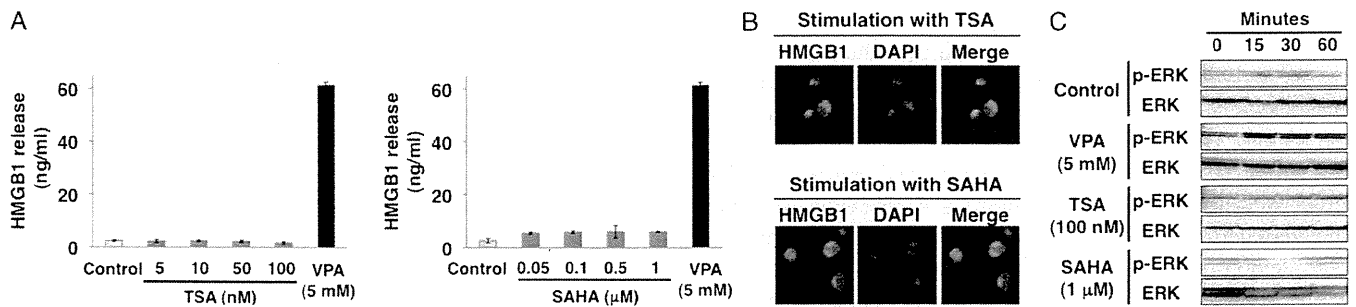 A
HMGB1 release
(ng/ml)
60
40
20
0
Control
5
10
50
100
TSA (nM)
VPA
(5 mM)
HMGB1 release
(ng/ml)
60
40
20
0
Control
0.05
0.1
0.5
1
SAHA (μM)
VPA
(5 mM)
B
Stimulation with TSA
HMGB1 DAPI Merge
Stimulation with SAHA
HMGB1 DAPI Merge
C
Minutes
0 15 30 60
Control
p-ERK
ERK
VPA
(5 mM)
p-ERK
ERK
TSA
(100 nM)
p-ERK
ERK
SAHA
(1 μM)
p-ERK
ERK